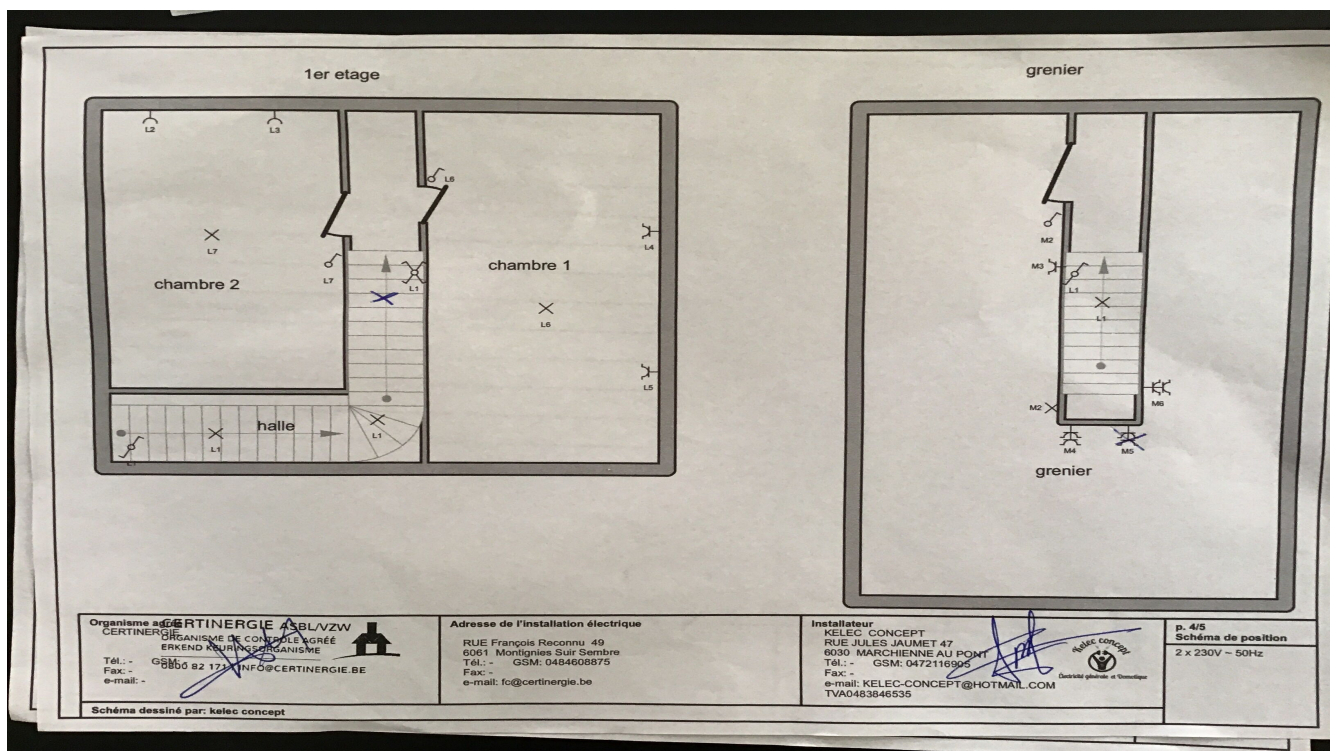 1er etage
L2
L3
L6
L7
chambre 2
L7
L1
chambre 1
L4
L6
L5
halle
L1
L1
grenier
M2
M3
L1
L1
M2
M6
M4
M5
grenier
Organisme agréé
CERTINERGIE
Tél.: - GSM:
Fax: -
e-mail: -
CERTINERGIE ASBL/VZW
ORGANISME DE CONTROLE AGRÉÉ
ERKEND KEURINGSORGANISME
0800 82 171 INFO@CERTINERGIE.BE
Adresse de l'installation électrique
RUE François Reconnu 49
6061 Montignies Suir Sembre
Tél.: - GSM: 0484608875
Fax: -
e-mail: fc@certinergie.be
Installateur
KELEC CONCEPT
RUE JULES JAUMET 47
6030 MARCHIENNE AU PONT
Tél.: - GSM: 0472116905
Fax: -
e-mail: KELEC-CONCEPT@HOTMAIL.COM
TVA0483846535
Kelec concept
Électricité générale et Domotique
p. 4/5
Schéma de position
2 x 230V ~ 50Hz
Schéma dessiné par: kelec concept